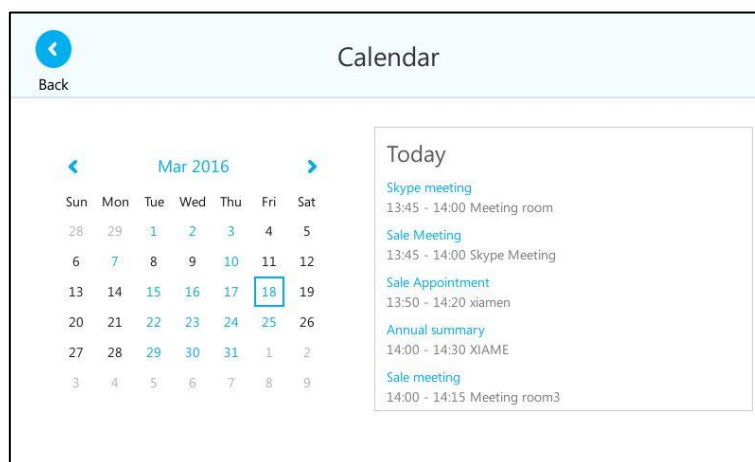 Back
Calendar
Mar 2016
Sun Mon Tue Wed Thu Fri Sat
28 29 1 2 3 4 5
6 7 8 9 10 11 12
13 14 15 16 17 18 19
20 21 22 23 24 25 26
27 28 29 30 31 1 2
3 4 5 6 7 8 9
Today
Skype meeting
13:45 - 14:00 Meeting room
Sale Meeting
13:45 - 14:00 Skype Meeting
Sale Appointment
13:50 - 14:20 xiamen
Annual summary
14:00 - 14:30 XIAME
Sale meeting
14:00 - 14:15 Meeting room3